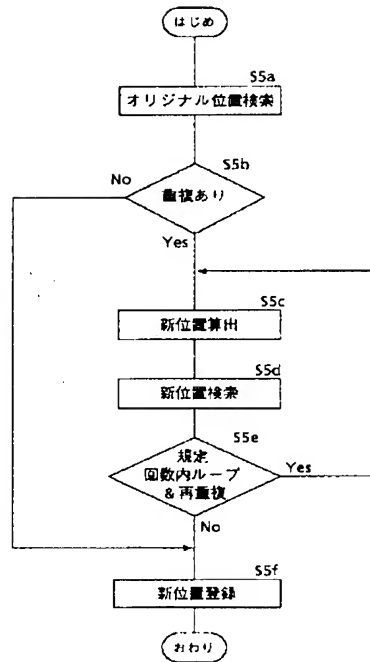 はじめ
S5a
オリジナル位置検索
S5b
No
重複あり
Yes
S5c
新位置算出
S5d
新位置検索
S5e
規定
回数内ループ
Yes
&再重複
No
S5f
新位置登録
おわり